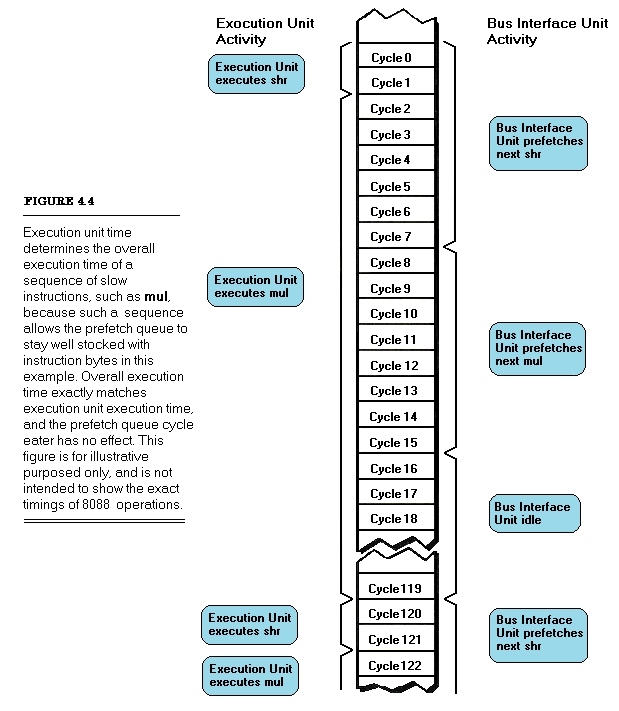 Exocution Unit
Activity
Bus Interface Unit
Activity
Execution Unit
executes shr
Cycle 0
Cycle 1
Cycle 2
Cycle 3
Cycle 4
Cycle 5
Cycle 6
Cycle 7
Cycle 8
Cycle 9
Cycle 10
Cycle 11
Cycle 12
Cycle 13
Cycle 14
Cycle 15
Cycle 16
Cycle 17
Cycle 18
Cycle119
Cycle120
Cycle121
Cycle122
Bus Interface
Unit prefetches
next shr
FIGURE 4.4
Execution unit time
determines the overall
execution time of a
sequence of slow
instructions, such as mul,
because such a sequence
allows the prefetch queue to
stay well stocked with
instruction bytes in this
example. Overall execution
time exactly matches
execution unit execution time,
and the prefetch queue cycle
eater has no effect. This
figure is for illustrative
purposed only, and is not
intended to show the exact
timings of 8088 operations.
Execution Unit
executes mul
Bus Interface
Unit prefetches
next mul
Bus Interface
Unit idle
Execution Unit
executes shr
Bus Interface
Unit prefetches
next shr
Execution Unit
executes mul